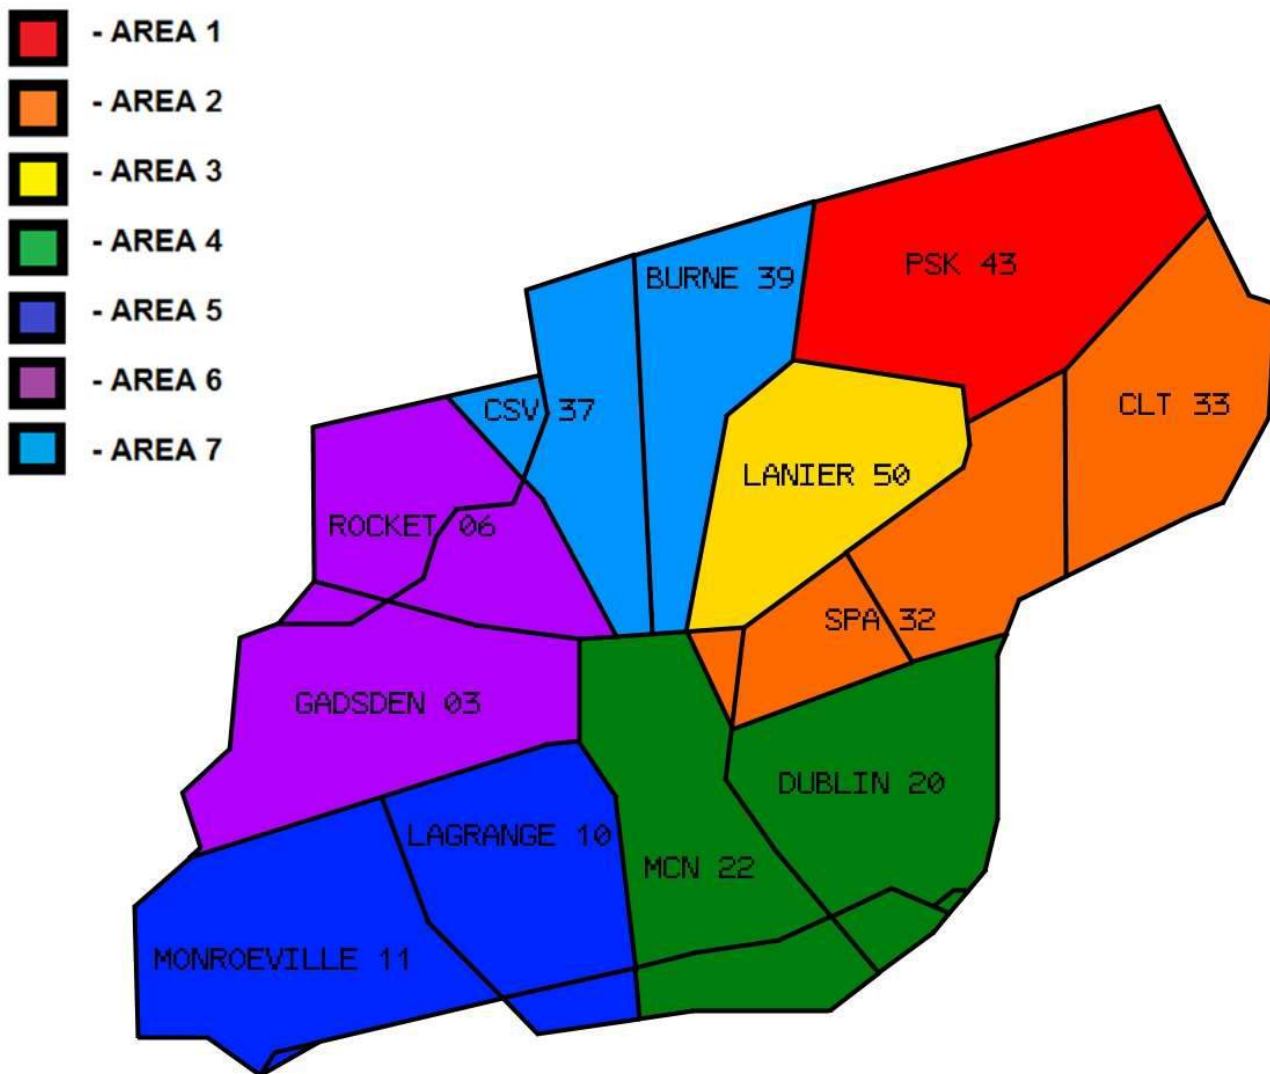 - AREA 1
- AREA 2
- AREA 3
- AREA 4
- AREA 5
- AREA 6
- AREA 7
PSK 43
BURNE 39
CLT 33
CSV 37
LANIER 50
ROCKET 06
SPA 32
GADSDEN 03
DUBLIN 20
LAGRANGE 10
MCN 22
MONROEVILLE 11